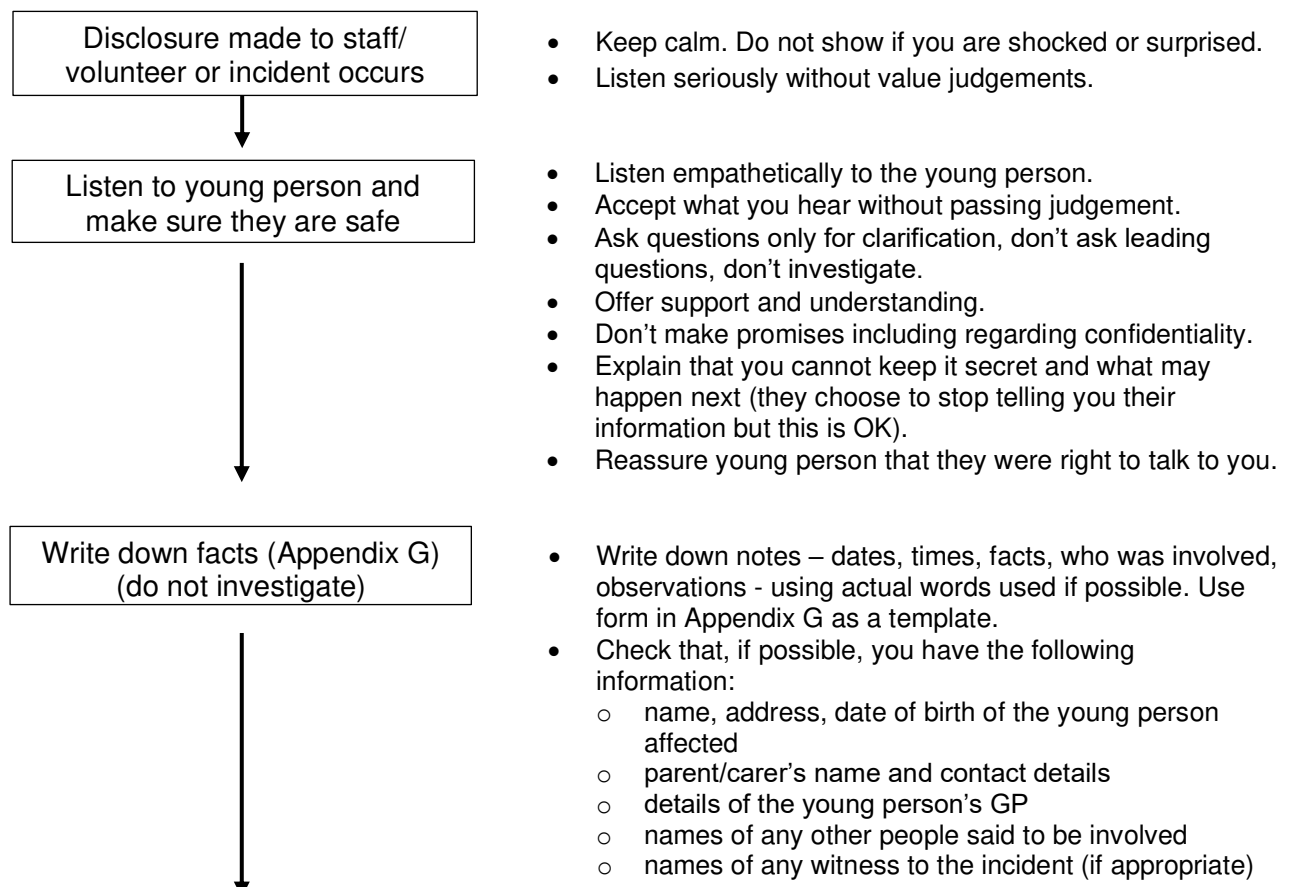 Disclosure made to staff/
volunteer or incident occurs
• Keep calm. Do not show if you are shocked or surprised.
• Listen seriously without value judgements.
Listen to young person and
make sure they are safe
• Listen empathetically to the young person.
• Accept what you hear without passing judgement.
• Ask questions only for clarification, don’t ask leading
questions, don’t investigate.
• Offer support and understanding.
• Don’t make promises including regarding confidentiality.
• Explain that you cannot keep it secret and what may
happen next (they choose to stop telling you their
information but this is OK).
• Reassure young person that they were right to talk to you.
Write down facts (Appendix G)
(do not investigate)
• Write down notes – dates, times, facts, who was involved,
observations - using actual words used if possible. Use
form in Appendix G as a template.
• Check that, if possible, you have the following
information:
o name, address, date of birth of the young person
affected
o parent/carer’s name and contact details
o details of the young person’s GP
o names of any other people said to be involved
o names of any witness to the incident (if appropriate)